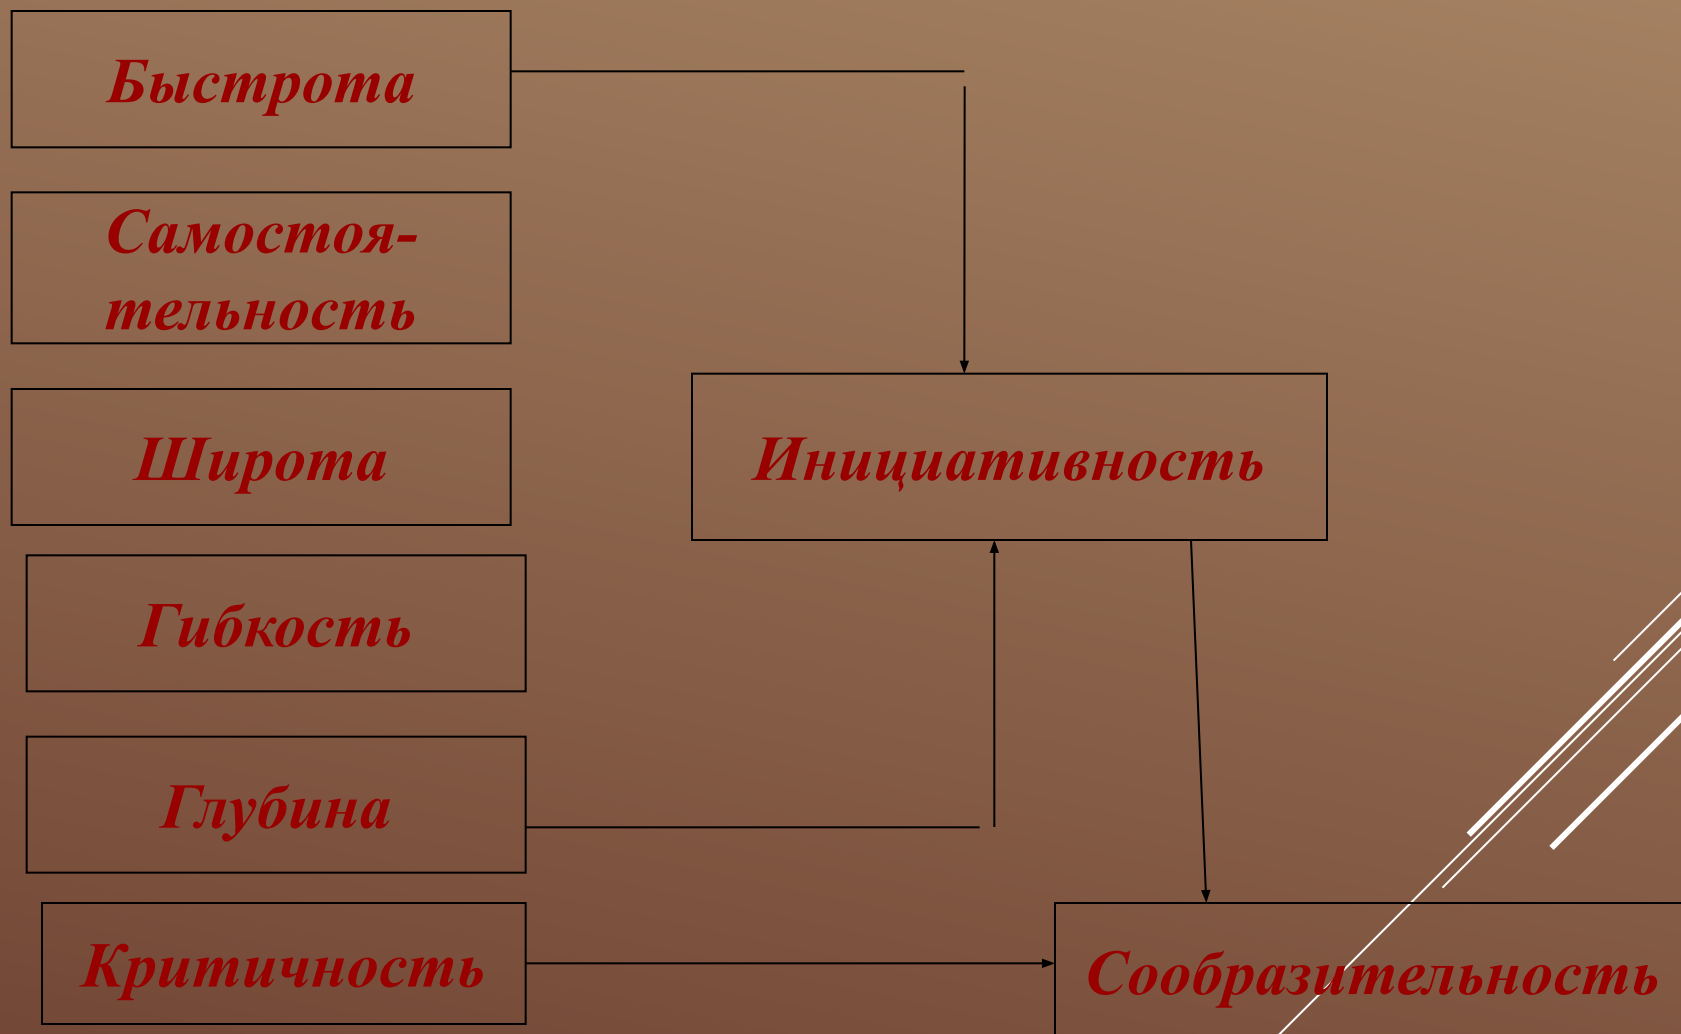 Быстрота
Самостоя-
тельность
Широта
Инициативность
Гибкость
Глубина
Критичность
Сообразительность